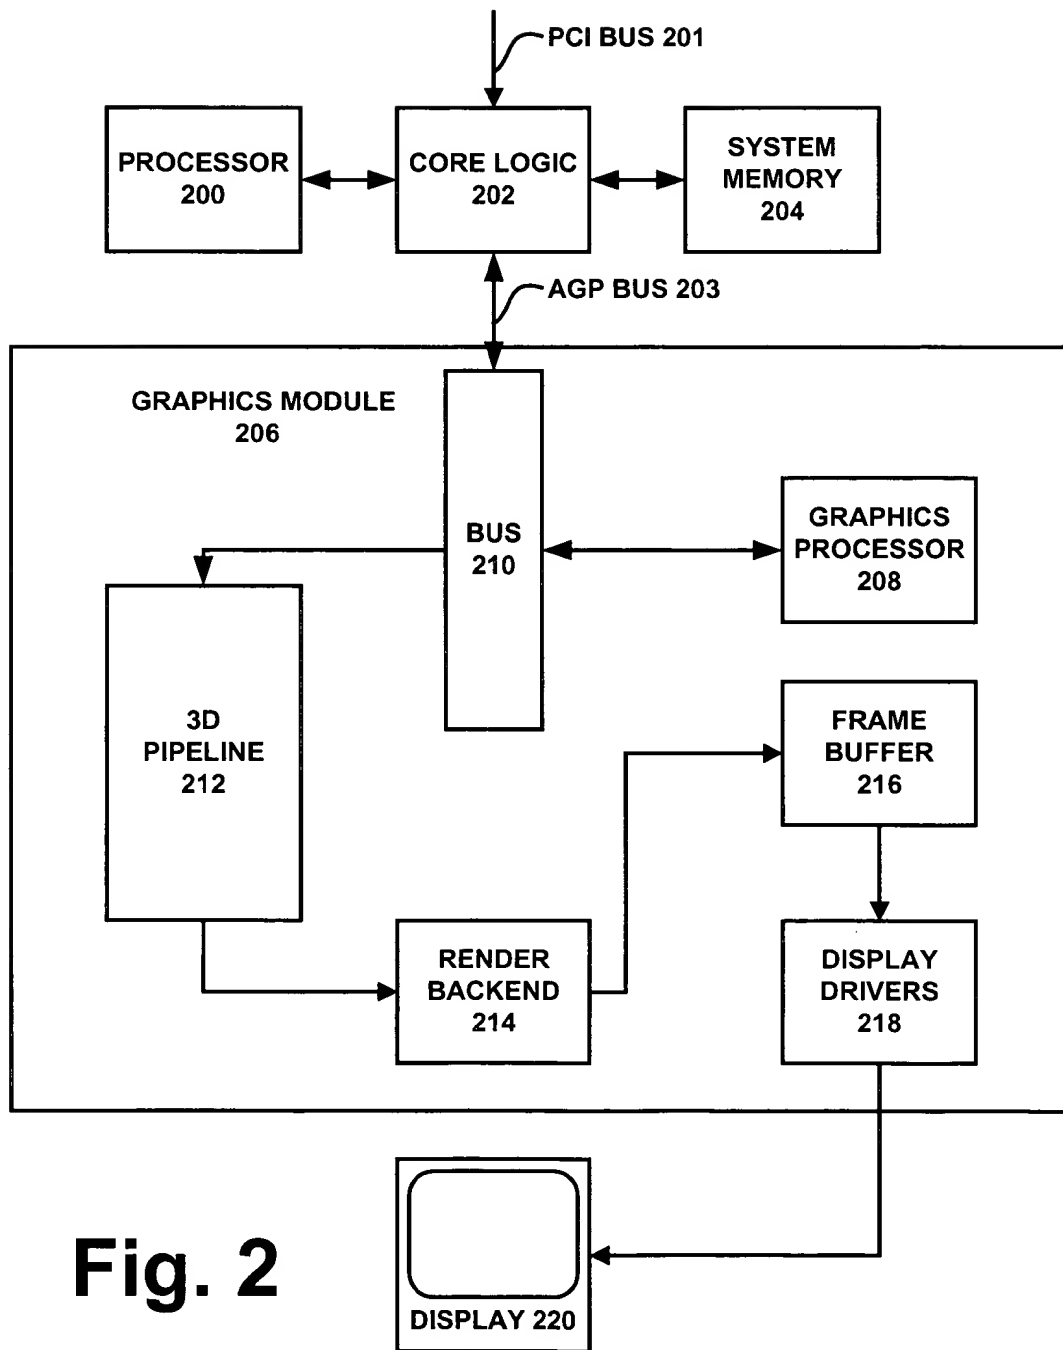 PCI BUS 201
PROCESSOR
200
CORE LOGIC
202
SYSTEM
MEMORY
204
AGP BUS 203
GRAPHICS MODULE
206
BUS
210
GRAPHICS
PROCESSOR
208
3D
PIPELINE
212
FRAME
BUFFER
216
RENDER
BACKEND
214
DISPLAY
DRIVERS
218
Fig. 2
DISPLAY 220